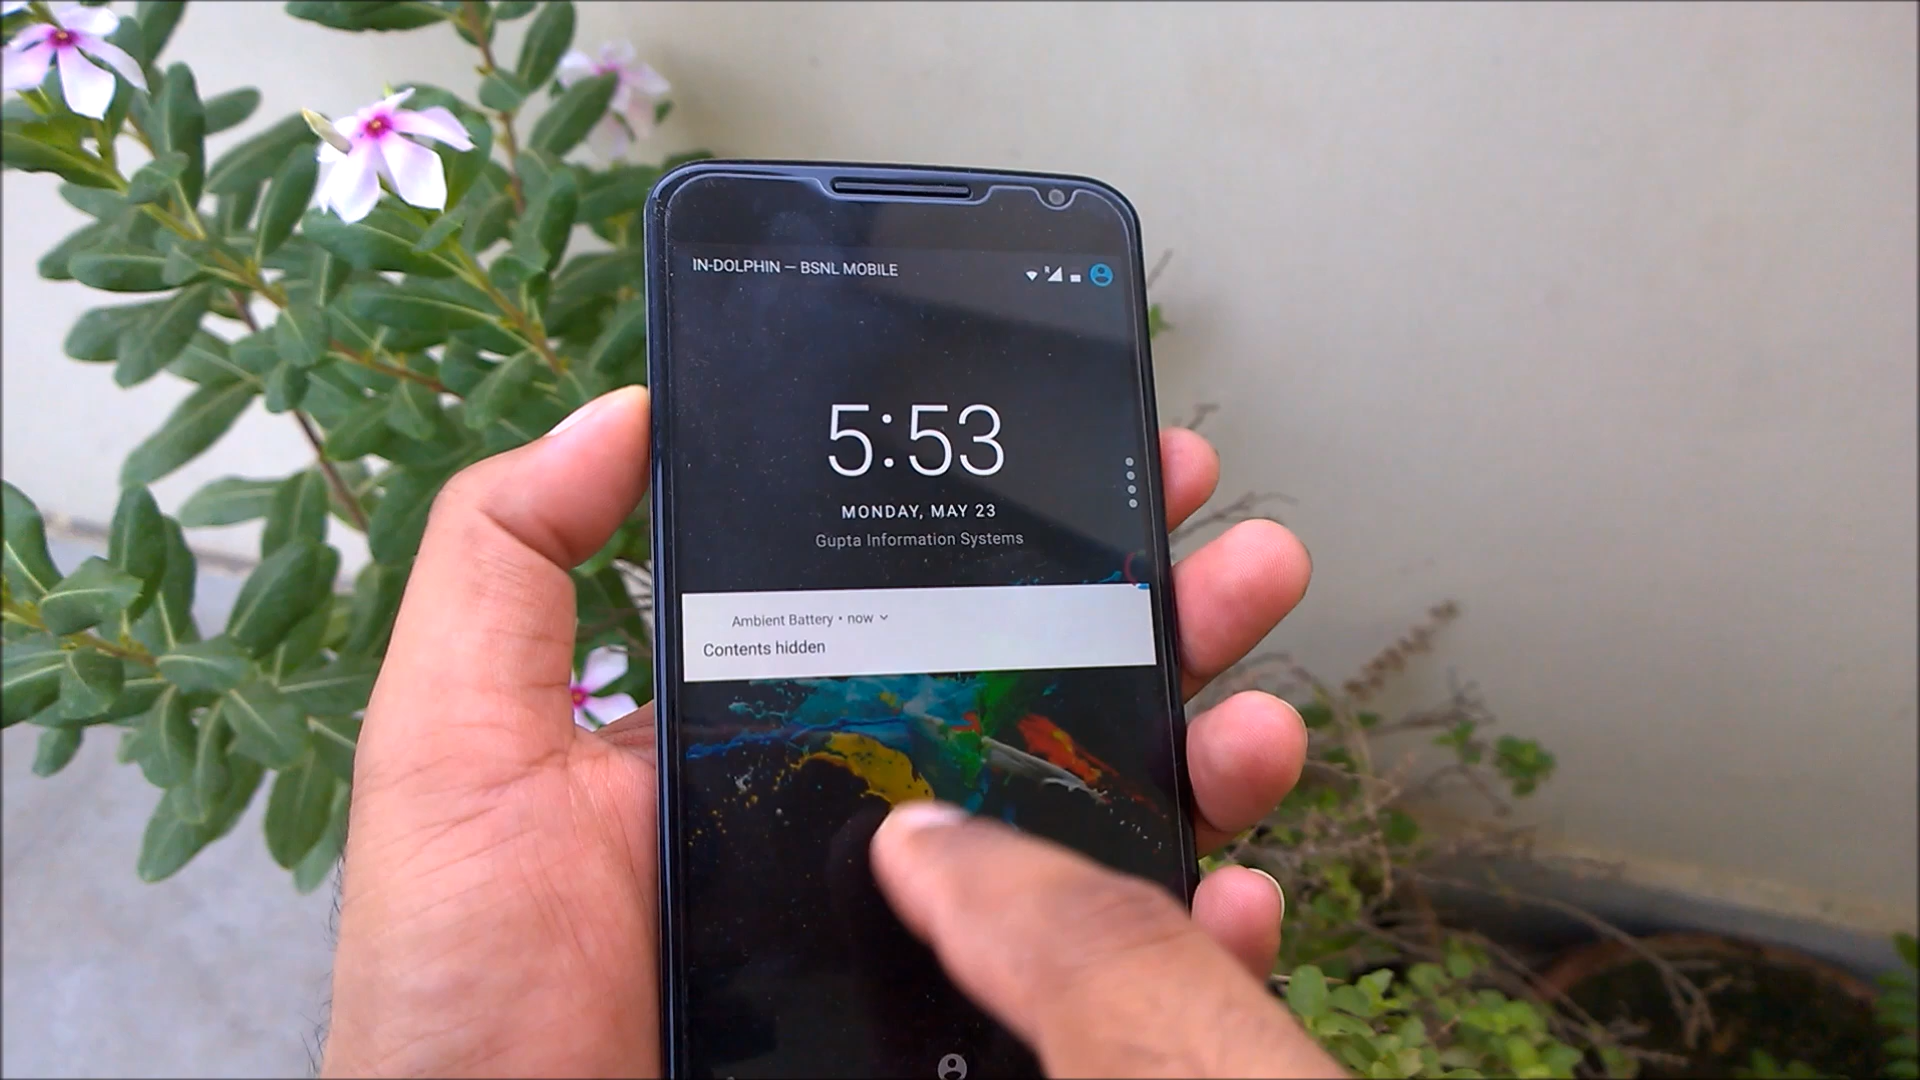 IN-DOLPHIN — BSNL MOBILE
5:53
MONDAY, MAY 23
Gupta Information Systems
Ambient Battery • now
Contents hidden